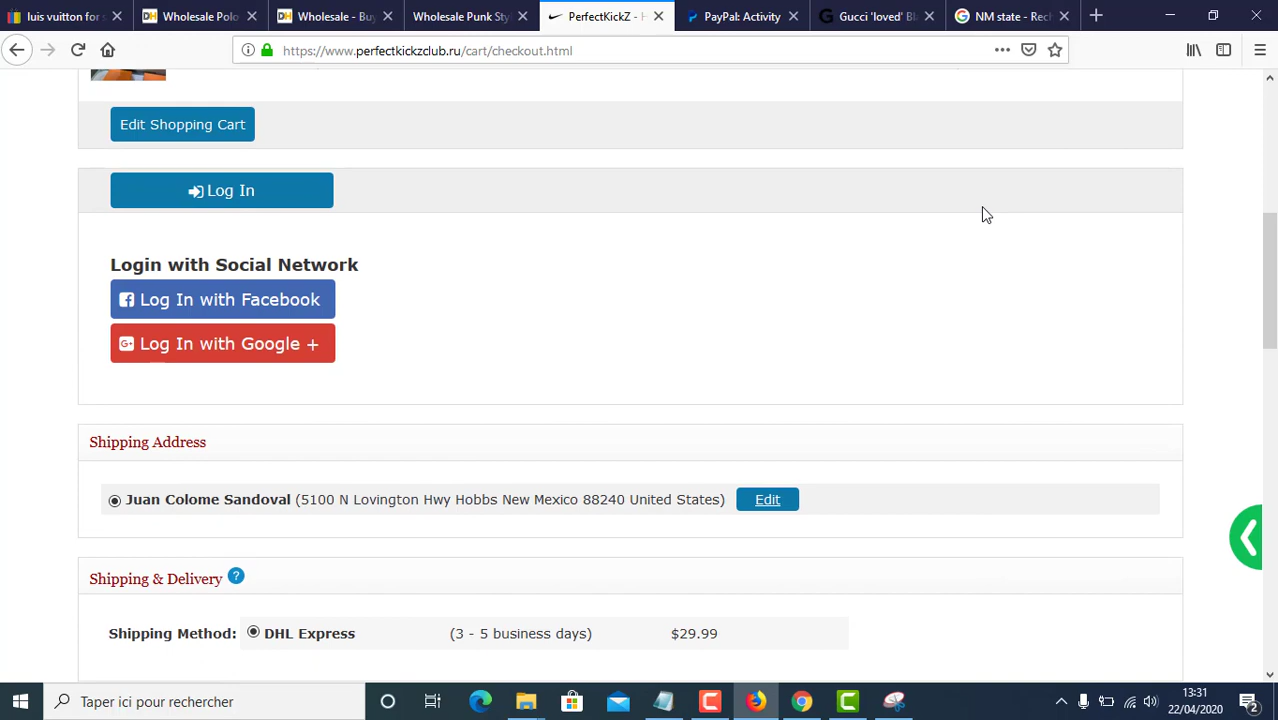 luis vuitton for s
Wholesale Polo
Wholesale - Buy
Wholesale Punk Sty
PerfectKickZ - H
PayPal: Activity
Gucci 'loved' Bl
NM state - Rech
https://www.perfectkickzclub.ru/cart/checkout.html
Edit Shopping Cart
Log In
Login with Social Network
Log In with Facebook
Log In with Google +
Shipping Address
Juan Colome Sandoval (5100 N Lovington Hwy Hobbs New Mexico 88240 United States) Edit
Shipping & Delivery ?
Shipping Method: DHL Express (3 - 5 business days) $29.99
Taper ici pour rechercher
13:31
22/04/2020
2